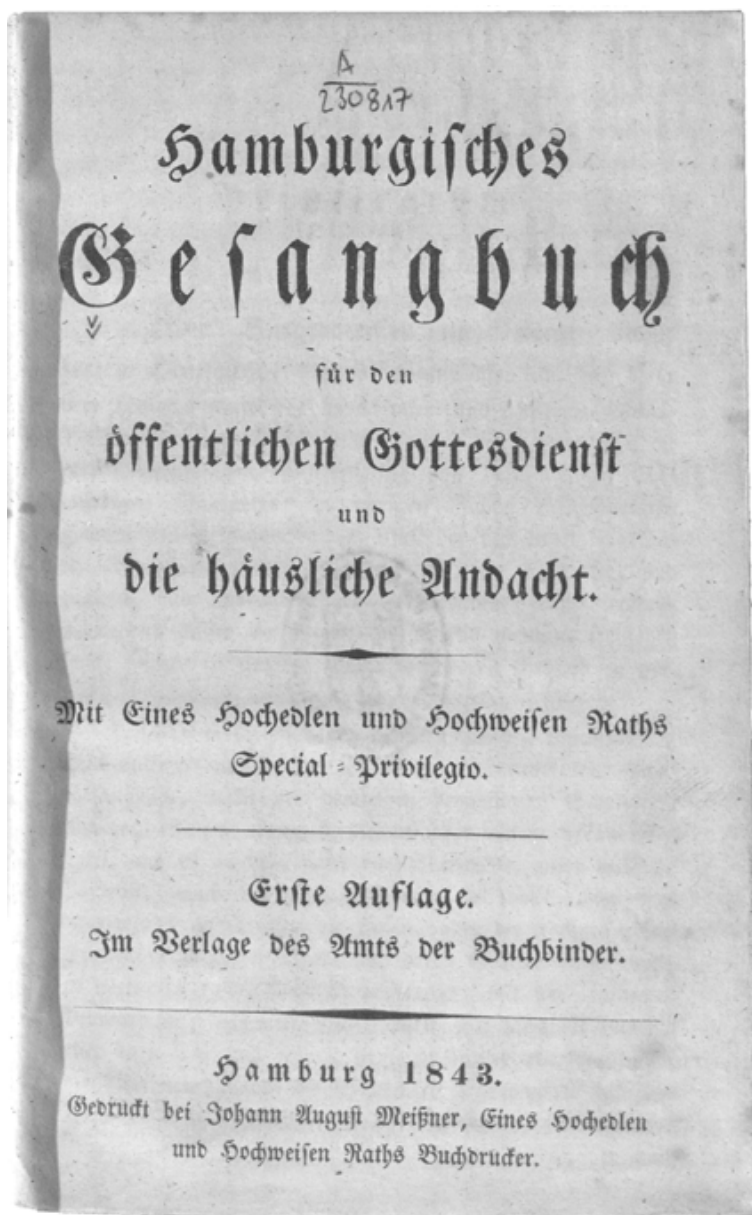 A
230817
Hamburgisches
Gesangbuch
für den
öffentlichen Gottesdienst
und
die häusliche Andacht.
Mit Eines Hochedlen und Hochweisen Raths
Special-Privilegio.
Erste Auflage.
Im Verlage des Amts der Buchbinder.
Hamburg 1843.
Gedruckt bei Johann August Meißner, Eines Hochedlen
und Hochweisen Raths Buchdrucker.